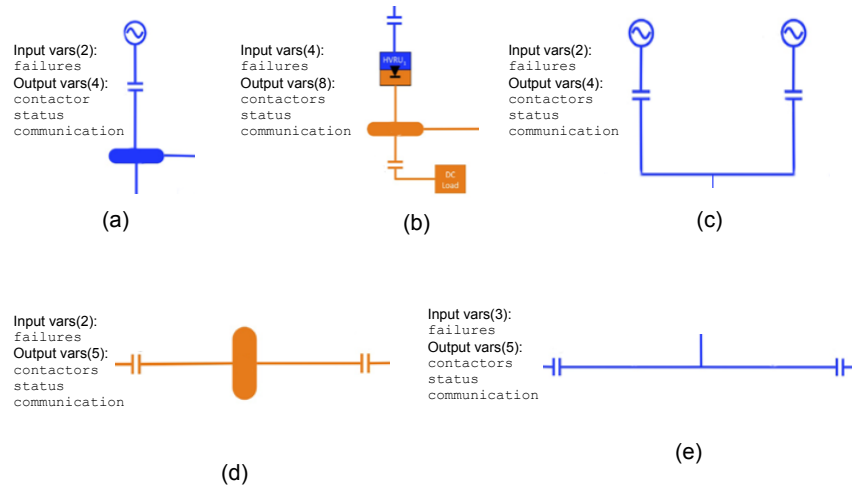 Input vars(2):
failures
Output vars(4):
contactor
status
communication
(a)
Input vars(4):
failures
Output vars(8):
contactors
status
communication
HVRU1
DC
Load
(b)
Input vars(2):
failures
Output vars(4):
contactors
status
communication
(c)
Input vars(2):
failures
Output vars(5):
contactors
status
communication
(d)
Input vars(3):
failures
Output vars(5):
contactors
status
communication
(e)